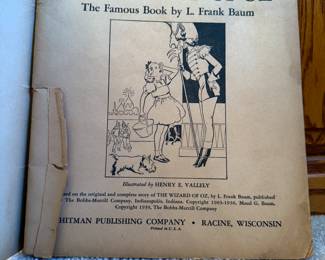 The Famous Book by L. Frank Baum
Illustrated by HENRY E. VALLELY
on the original and complete story of THE WIZARD OF OZ, by L. Frank Baum, published
The Bobbs-Merrill Company, Indianapolis, Indiana. Copyright 1903-1936, Maud G. Baum.
Copyright 1939, The Bobbs-Merrill Company
HITMAN PUBLISHING COMPANY • RACINE, WISCONSIN
Printed in U.S.A.